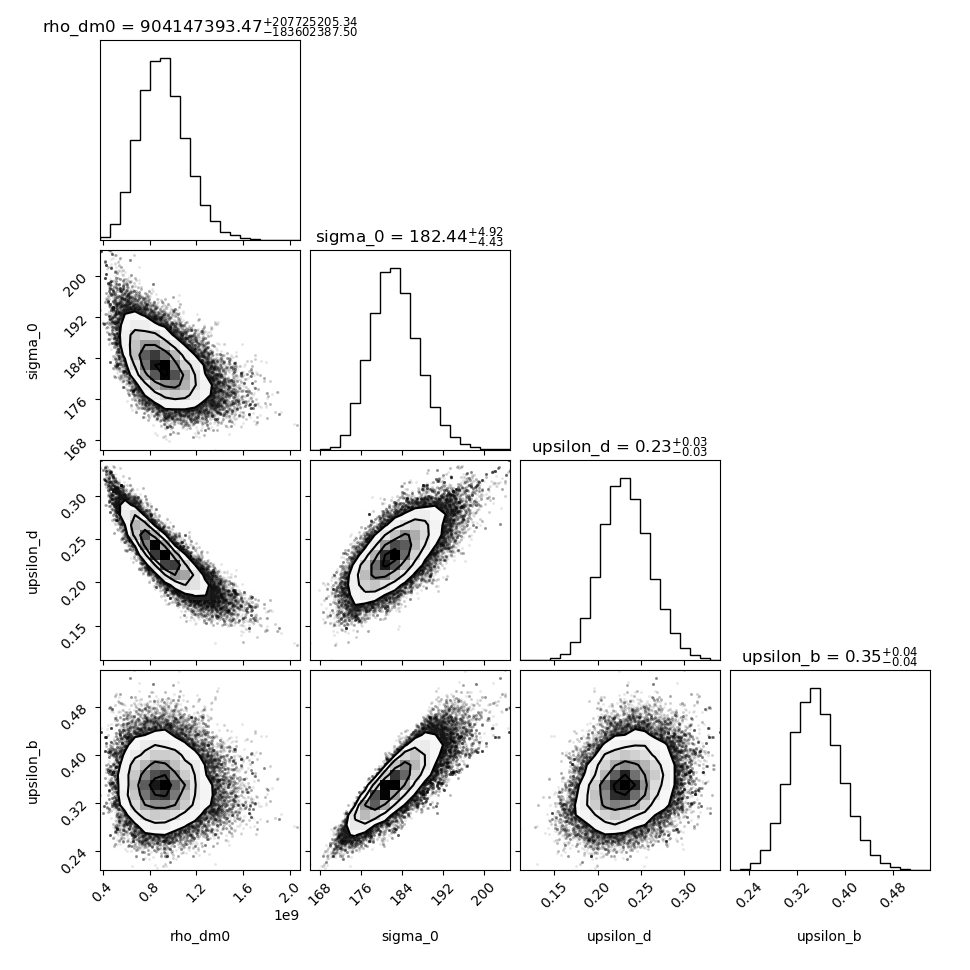 rho_dm0 = 904147393.47+207725205.34−183602387.50
sigma_0 = 182.44+4.92−4.43
200
192
184
176
168
sigma_0
upsilon_d = 0.23+0.03−0.03
0.30
0.25
0.20
0.15
upsilon_d
upsilon_b = 0.35+0.04−0.04
0.48
0.40
0.32
0.24
upsilon_b
0.4 0.8 1.2 2.0 168 176 184 192 200 0.15 0.20 0.25 0.30 0.24 0.32 0.40 0.48
1e9
rho_dm0 sigma_0 upsilon_d upsilon_b